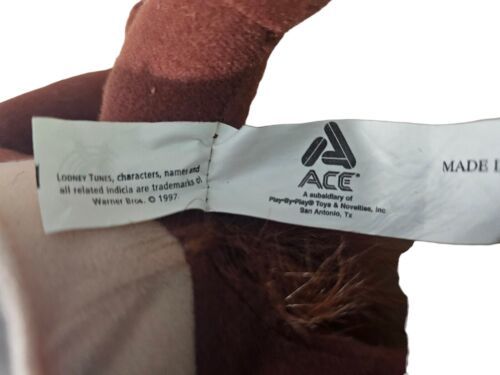 LOONEY TUNES, characters, names and
all related indicia are trademarks of
Warner Bros. © 1997
ACE
A subsidiary of
Play-By-Play® Toys & Novelties, Inc
San Antonio, Tx
MADE I